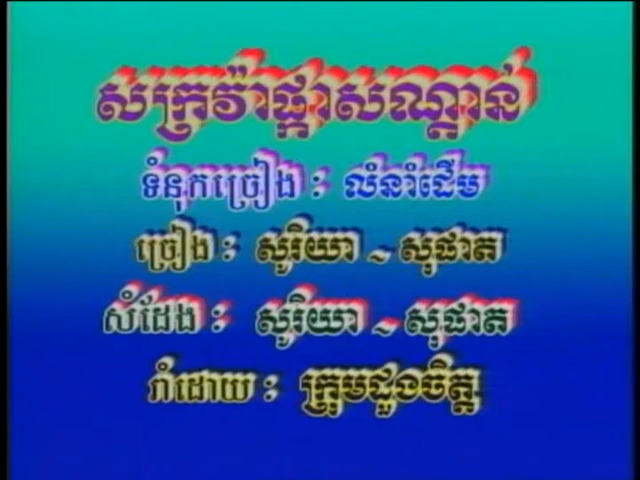 សក្រវ៉ាផ្កាសណ្តាន់
ទំនុកច្រៀង : លំនាំដើម
ច្រៀង : សូរិយា ~ សុផាត
សំដែង : សូរិយា ~ សុផាត
រាំដោយ : ក្រុមដួងចិត្ត